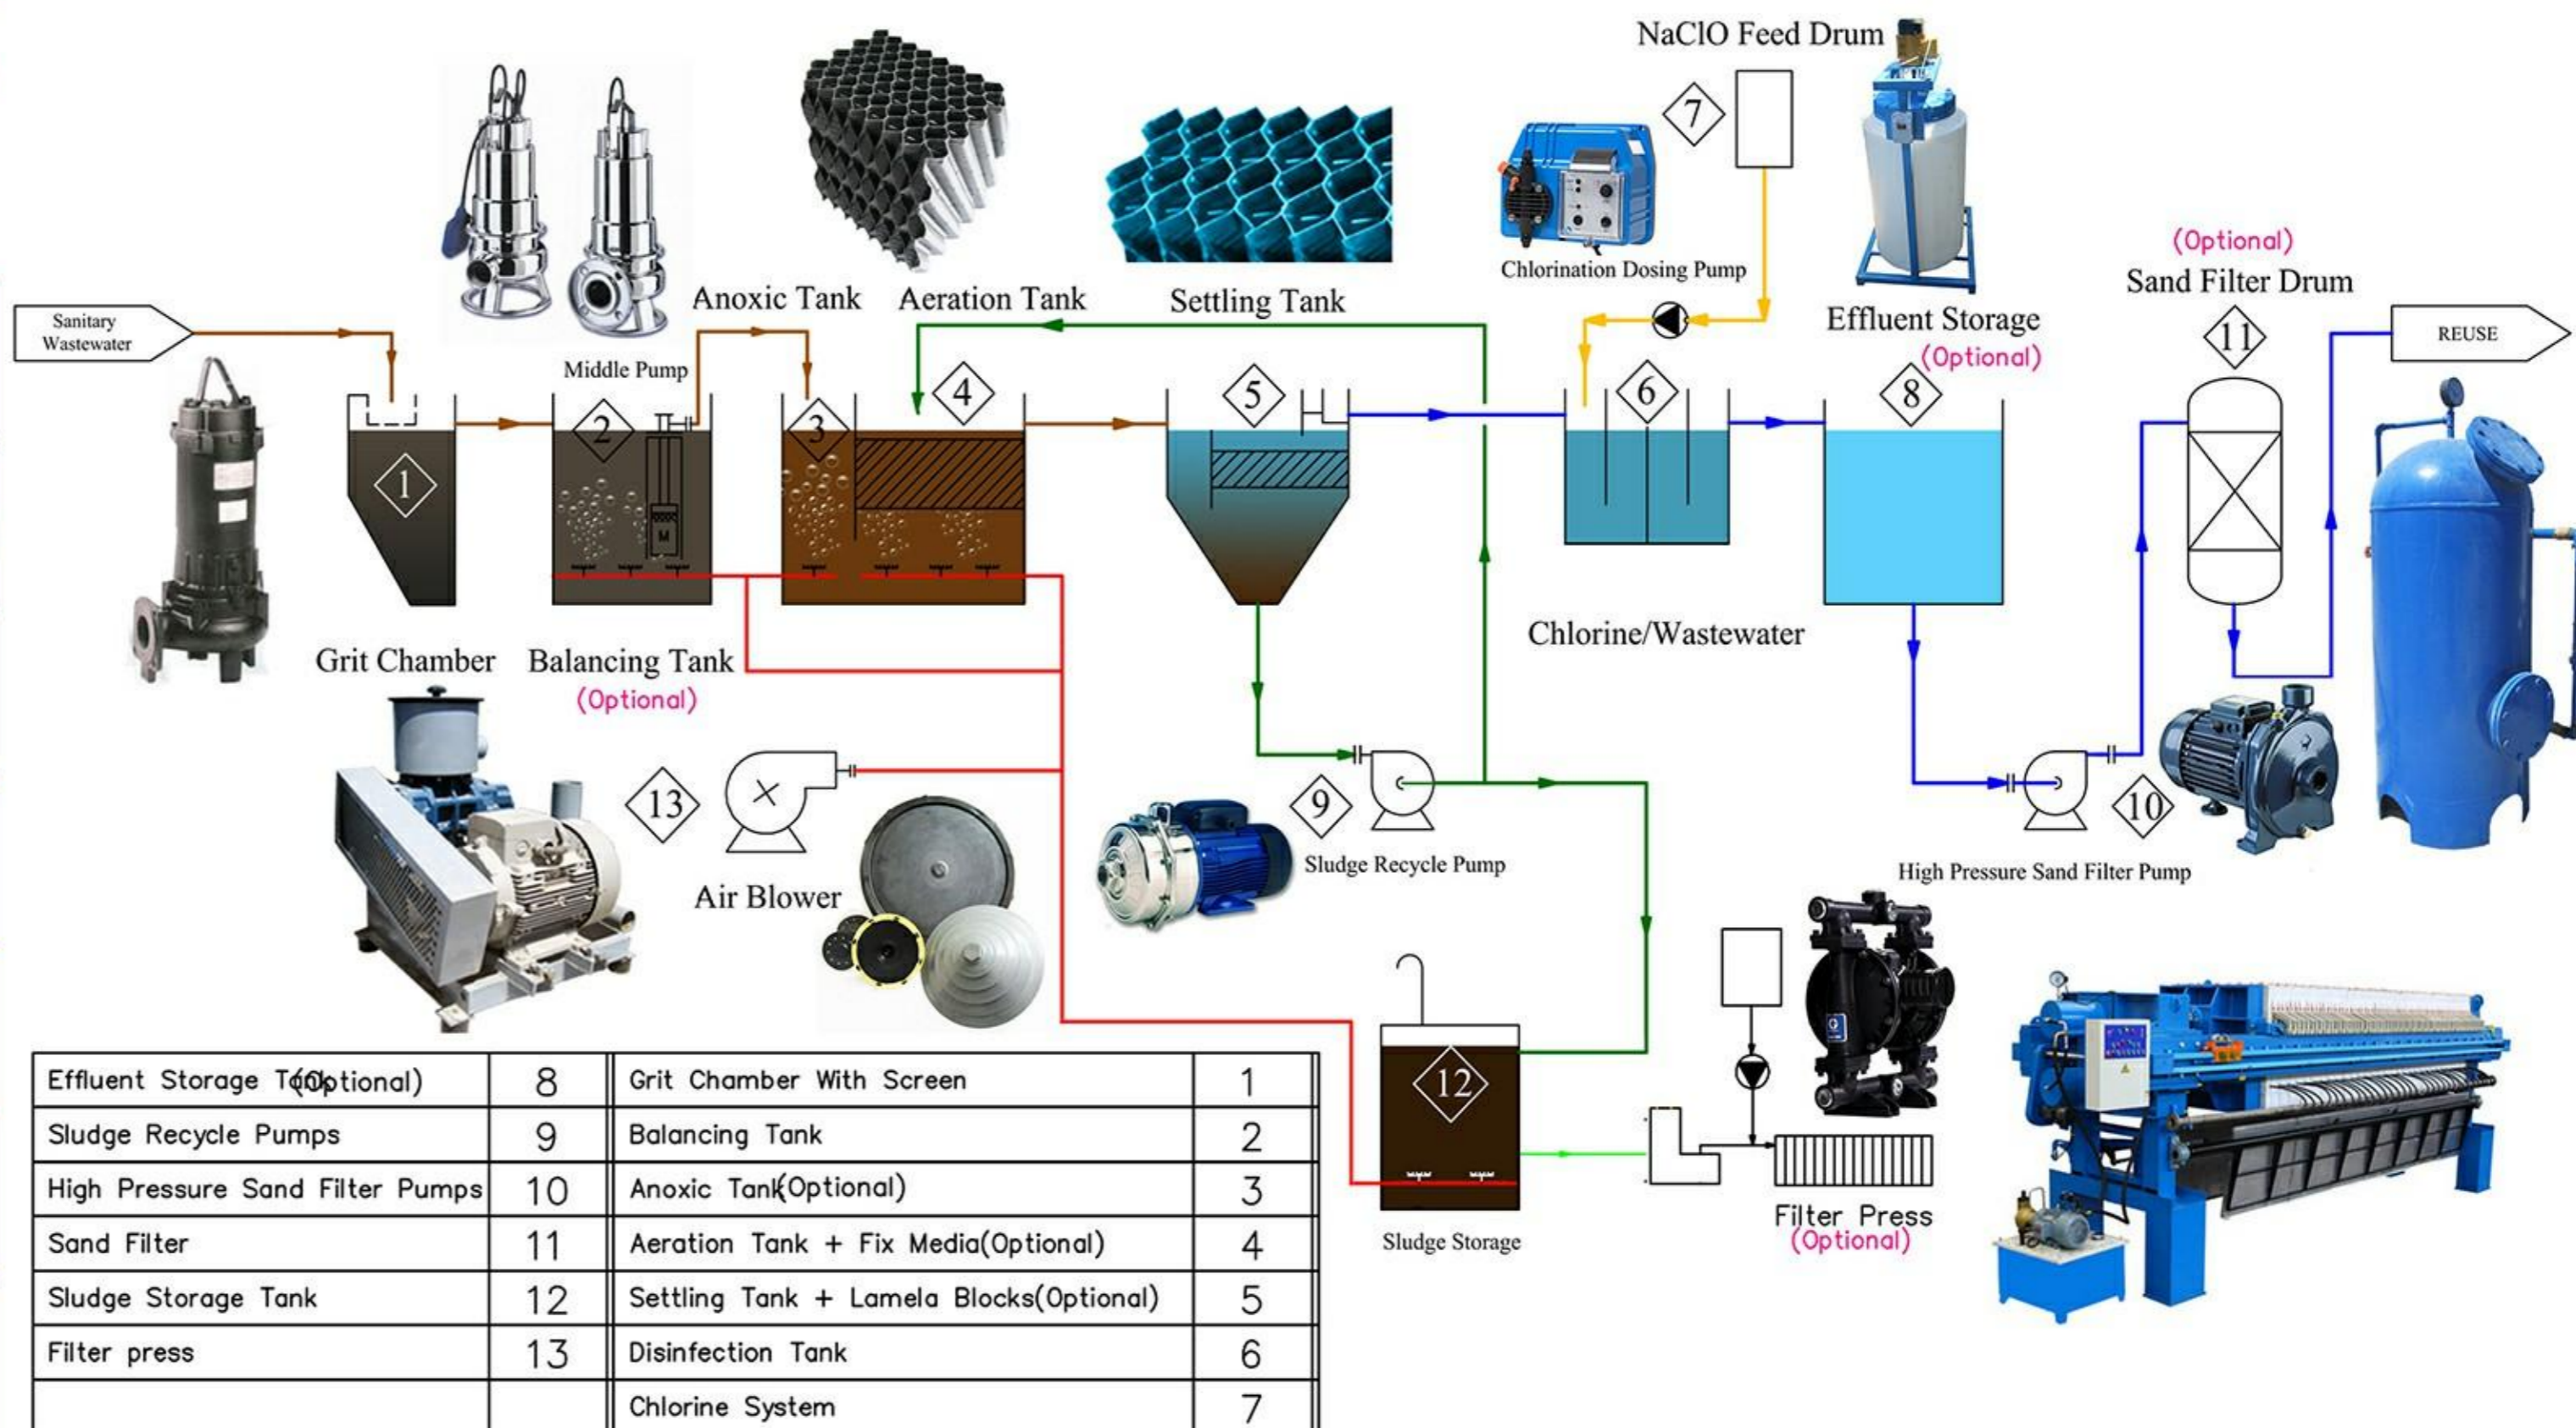 NaClO Feed Drum
7
Chlorination Dosing Pump
(Optional)
Sand Filter Drum
11
Anoxic Tank
Aeration Tank
Settling Tank
Effluent Storage
(Optional)
Sanitary
Wastewater
REUSE
Middle Pump
1
2
M
3
4
5
6
8
Chlorine/Wastewater
Grit Chamber
Balancing Tank
(Optional)
13
Air Blower
9
Sludge Recycle Pump
10
High Pressure Sand Filter Pump
12
Sludge Storage
Filter Press
(Optional)
Effluent Storage Tank(Optional) 8 Grit Chamber With Screen 1
Sludge Recycle Pumps 9 Balancing Tank 2
High Pressure Sand Filter Pumps 10 Anoxic Tank(Optional) 3
Sand Filter 11 Aeration Tank + Fix Media(Optional) 4
Sludge Storage Tank 12 Settling Tank + Lamela Blocks(Optional) 5
Filter press 13 Disinfection Tank 6
Chlorine System 7